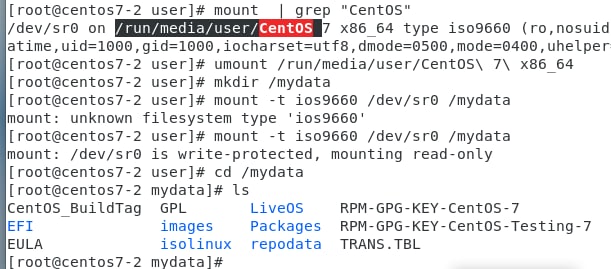 [root@centos7-2 user]# mount  | grep "CentOS"
/dev/sr0 on /run/media/user/CentOS 7 x86_64 type iso9660 (ro,nosuid
atime,uid=1000,gid=1000,iocharset=utf8,dmode=0500,mode=0400,uhelper=
[root@centos7-2 user]# umount /run/media/user/CentOS\ 7\ x86_64
[root@centos7-2 user]# mkdir /mydata
[root@centos7-2 user]# mount -t ios9660 /dev/sr0 /mydata
mount: unknown filesystem type 'ios9660'
[root@centos7-2 user]# mount -t iso9660 /dev/sr0 /mydata
mount: /dev/sr0 is write-protected, mounting read-only
[root@centos7-2 user]# cd /mydata
[root@centos7-2 mydata]# ls
CentOS_BuildTag  GPL       LiveOS    RPM-GPG-KEY-CentOS-7
EFI              images    Packages  RPM-GPG-KEY-CentOS-Testing-7
EULA             isolinux  repodata  TRANS.TBL
[root@centos7-2 mydata]#